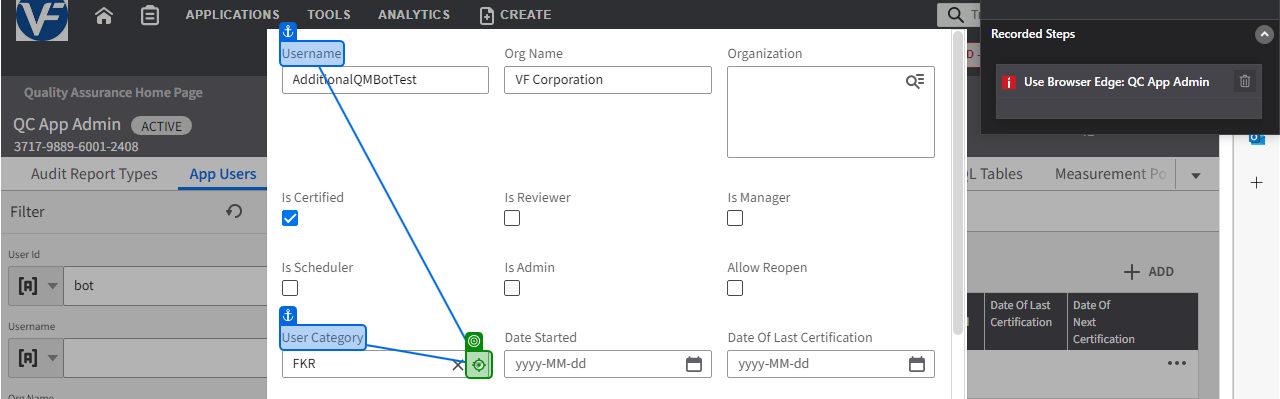 VF
APPLICATIONS
TOOLS
ANALYTICS
CREATE
Recorded Steps
Use Browser Edge: QC App Admin
Quality Assurance Home Page
QC App Admin
ACTIVE
3717-9889-6001-2408
Audit Report Types
App Users
QL Tables
Measurement Po
Filter
User Id
[A]
bot
Username
[A]
Org Name
Username
Org Name
Organization
AdditionalQMBotTest
VF Corporation
Is Certified
Is Reviewer
Is Manager
Is Scheduler
Is Admin
Allow Reopen
User Category
Date Started
Date Of Last Certification
FKR
yyyy-MM-dd
yyyy-MM-dd
ADD
Date Of Last
Certification
Date Of
Next
Certification